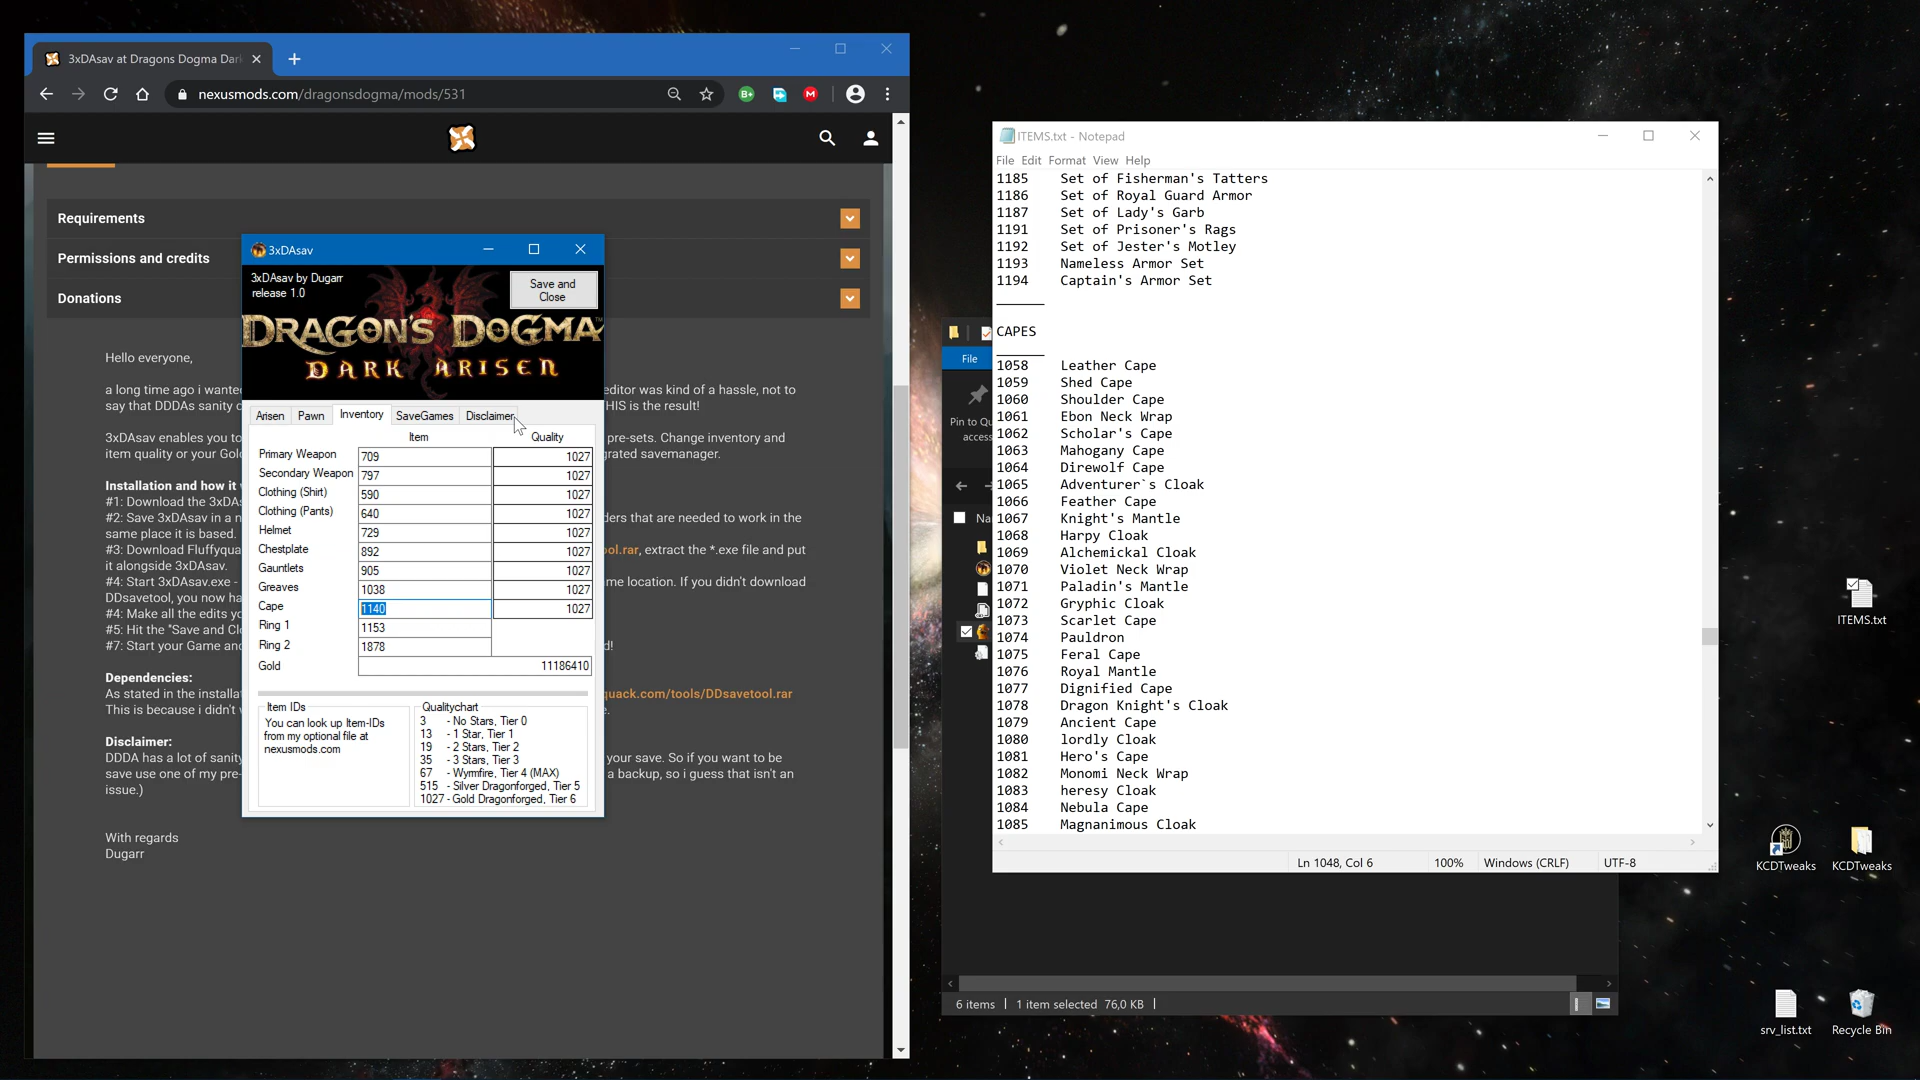 3xDAsav at Dragons Dogma Dark
nexusmods.com/dragonsdogma/mods/531
Requirements
Permissions and credits
Donations
Hello everyone,
a long time ago i wante
editor was kind of a hassle, not to
say that DDDAs sanity c
HIS is the result!
3xDAsav enables you to
pre-sets. Change inventory and
item quality or your Gol
grated savemanager.
Installation and how it
#1: Download the 3xDA
#2: Save 3xDAsav in a n
ders that are needed to work in the
same place it is based.
#3: Download Fluffyqua
ool.rar, extract the *.exe file and put
it alongside 3xDAsav.
#4: Start 3xDAsav.exe -
me location. If you didn't download
DDsavetool, you now ha
#4: Make all the edits yo
#5: Hit the "Save and Cl
#7: Start your Game and
d!
Dependencies:
As stated in the installa
quack.com/tools/DDsavetool.rar
This is because i didn't
e.
Disclaimer:
DDDA has a lot of sanity
your save. So if you want to be
save use one of my pre-
a backup, so i guess that isn't an
issue.)
With regards
Dugarr
3xDAsav
3xDAsav by Dugarr
release 1.0
Save and
Close
DRAGON'S DOGMA™
DARK ARISEN
Arisen Pawn Inventory SaveGames Disclaimer
Item Quality
Primary Weapon 709 1027
Secondary Weapon 797 1027
Clothing (Shirt) 590 1027
Clothing (Pants) 640 1027
Helmet 729 1027
Chestplate 892 1027
Gauntlets 905 1027
Greaves 1038 1027
Cape 1140 1027
Ring 1 1153
Ring 2 1878
Gold 11186410
Item IDs
You can look up Item-IDs
from my optional file at
nexusmods.com
Qualitychart
3 - No Stars, Tier 0
13 - 1 Star, Tier 1
19 - 2 Stars, Tier 2
35 - 3 Stars, Tier 3
67 - Wyrmfire, Tier 4 (MAX)
515 - Silver Dragonforged, Tier 5
1027 - Gold Dragonforged, Tier 6
File
Pin to Qu
access
Na
6 items 1 item selected 76,0 KB
ITEMS.txt - Notepad
File Edit Format View Help
1185 Set of Fisherman's Tatters
1186 Set of Royal Guard Armor
1187 Set of Lady's Garb
1191 Set of Prisoner's Rags
1192 Set of Jester's Motley
1193 Nameless Armor Set
1194 Captain's Armor Set
______
CAPES
______
1058 Leather Cape
1059 Shed Cape
1060 Shoulder Cape
1061 Ebon Neck Wrap
1062 Scholar's Cape
1063 Mahogany Cape
1064 Direwolf Cape
1065 Adventurer`s Cloak
1066 Feather Cape
1067 Knight's Mantle
1068 Harpy Cloak
1069 Alchemickal Cloak
1070 Violet Neck Wrap
1071 Paladin's Mantle
1072 Gryphic Cloak
1073 Scarlet Cape
1074 Pauldron
1075 Feral Cape
1076 Royal Mantle
1077 Dignified Cape
1078 Dragon Knight's Cloak
1079 Ancient Cape
1080 lordly Cloak
1081 Hero's Cape
1082 Monomi Neck Wrap
1083 heresy Cloak
1084 Nebula Cape
1085 Magnanimous Cloak
Ln 1048, Col 6 100% Windows (CRLF) UTF-8
ITEMS.txt
KCDTweaks
KCDTweaks
srv_list.txt
Recycle Bin